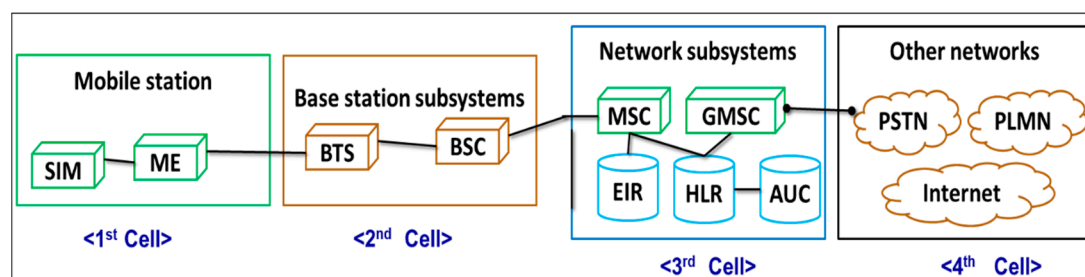 Mobile station
SIM
ME
<1st Cell>
Base station subsystems
BTS
BSC
<2nd Cell>
Network subsystems
MSC
GMSC
EIR
HLR
AUC
<3rd Cell>
Other networks
PSTN
PLMN
Internet
<4th Cell>